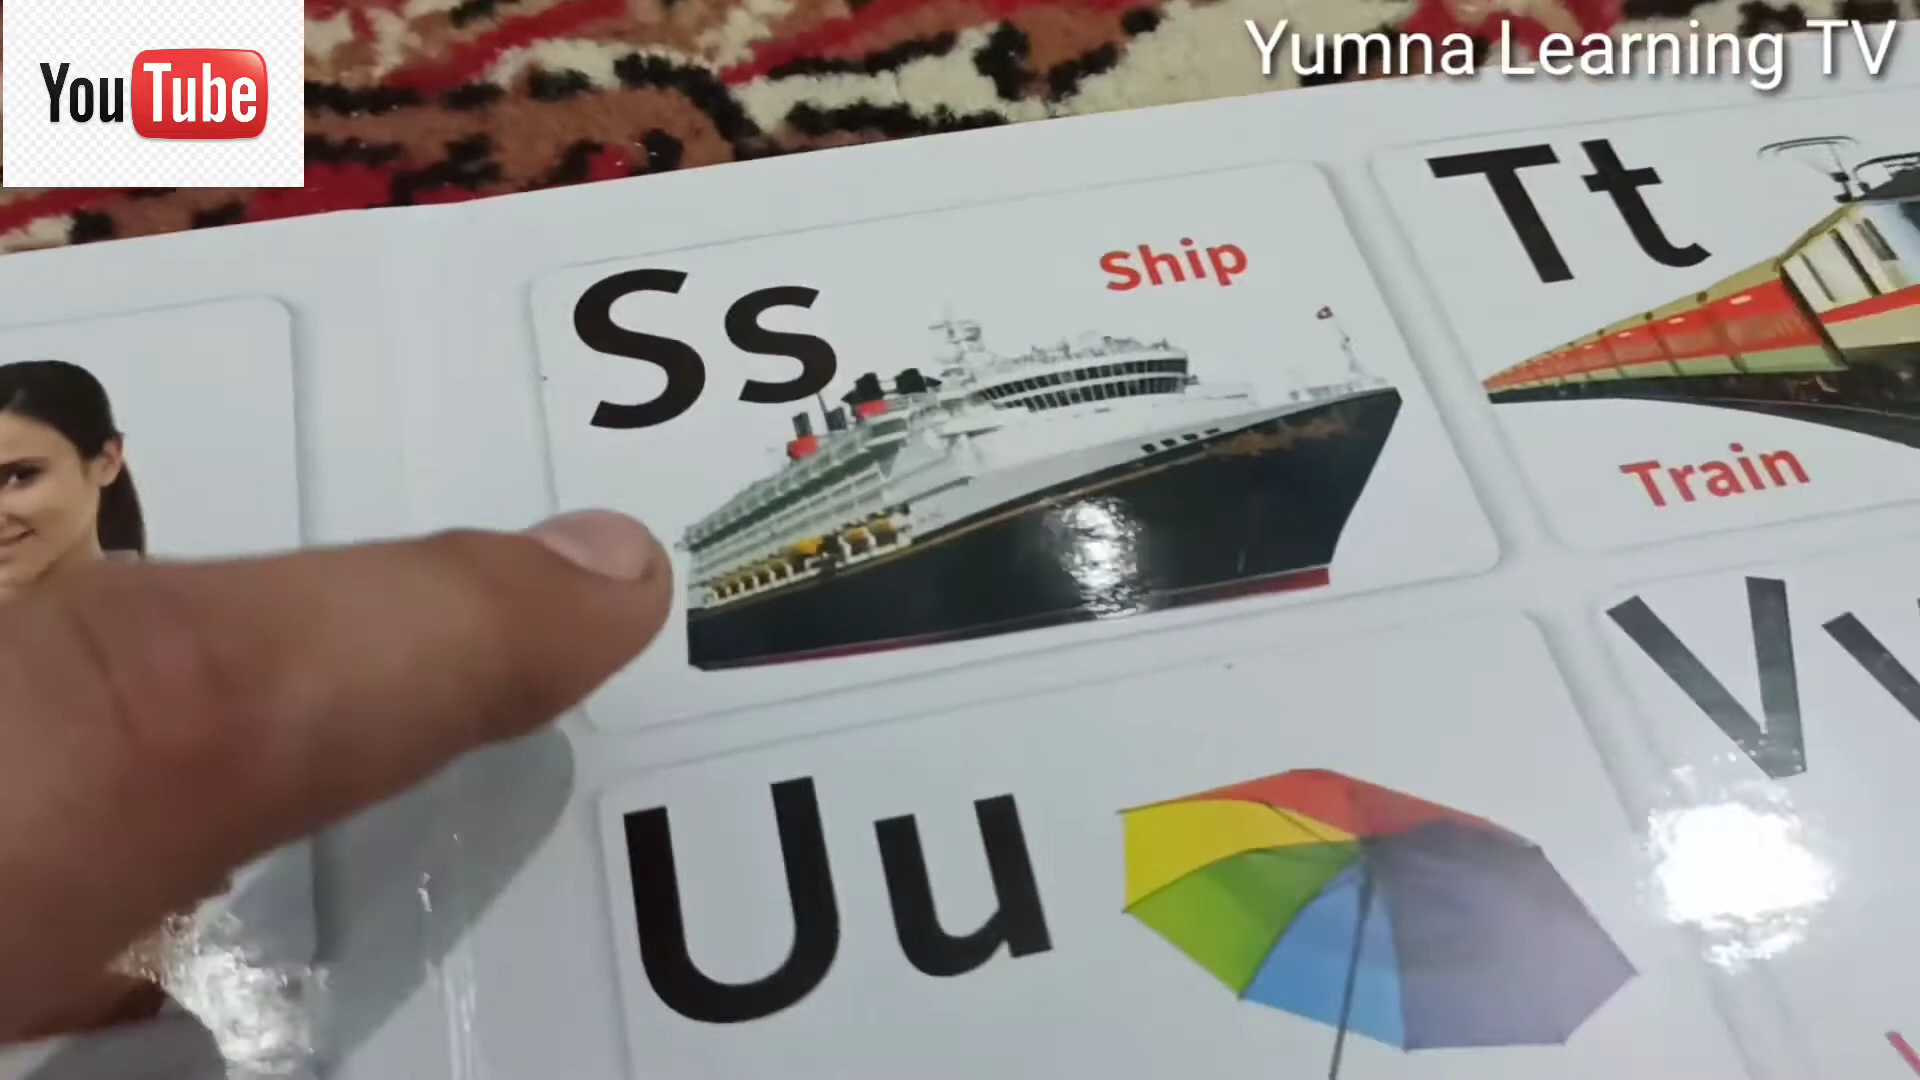 YouTube
Yumna Learning TV
Ss
Ship
Tt
Train
Uu
Vv